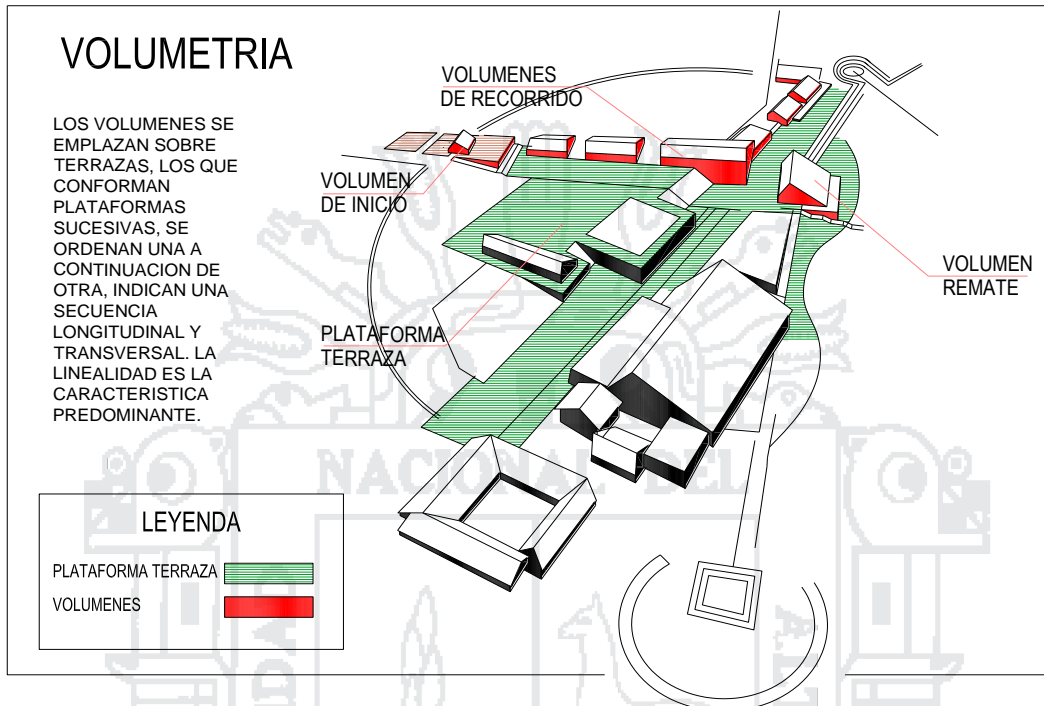 VOLUMETRIA
LOS VOLUMENES SE
EMPLAZAN SOBRE
TERRAZAS, LOS QUE
CONFORMAN
PLATAFORMAS
SUCESIVAS, SE
ORDENAN UNA A
CONTINUACION DE
OTRA, INDICAN UNA
SECUENCIA
LONGITUDINAL Y
TRANSVERSAL. LA
LINEALIDAD ES LA
CARACTERISTICA
PREDOMINANTE.
VOLUMENES
DE RECORRIDO
VOLUMEN
DE INICIO
VOLUMEN
REMATE
PLATAFORMA
TERRAZA
NACIONAL DEL
LEYENDA
PLATAFORMA TERRAZA
VOLUMENES